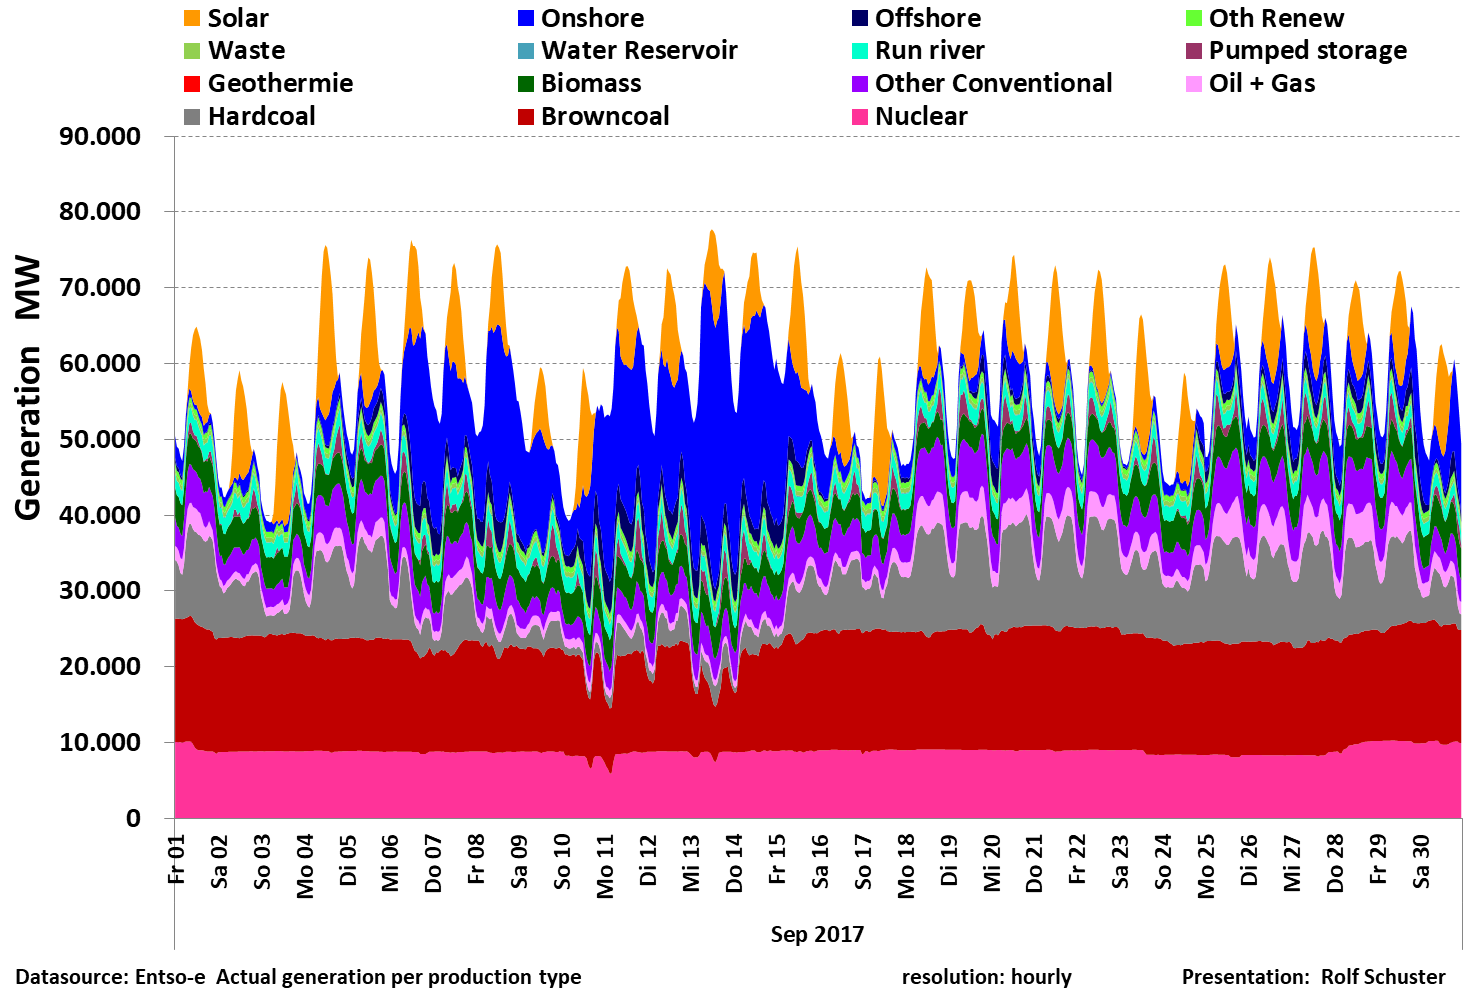 Solar Onshore Offshore Oth Renew
Waste Water Reservoir Run river Pumped storage
Geothermie Biomass Other Conventional Oil + Gas
Hardcoal Browncoal Nuclear
Generation MW
90.000
80.000
70.000
60.000
50.000
40.000
30.000
20.000
10.000
0
Fr 01 Sa 02 So 03 Mo 04 Di 05 Mi 06 Do 07 Fr 08 Sa 09 So 10 Mo 11 Di 12 Mi 13 Do 14 Fr 15 Sa 16 So 17 Mo 18 Di 19 Mi 20 Do 21 Fr 22 Sa 23 So 24 Mo 25 Di 26 Mi 27 Do 28 Fr 29 Sa 30
Sep 2017
Datasource: Entso-e Actual generation per production type resolution: hourly Presentation: Rolf Schuster